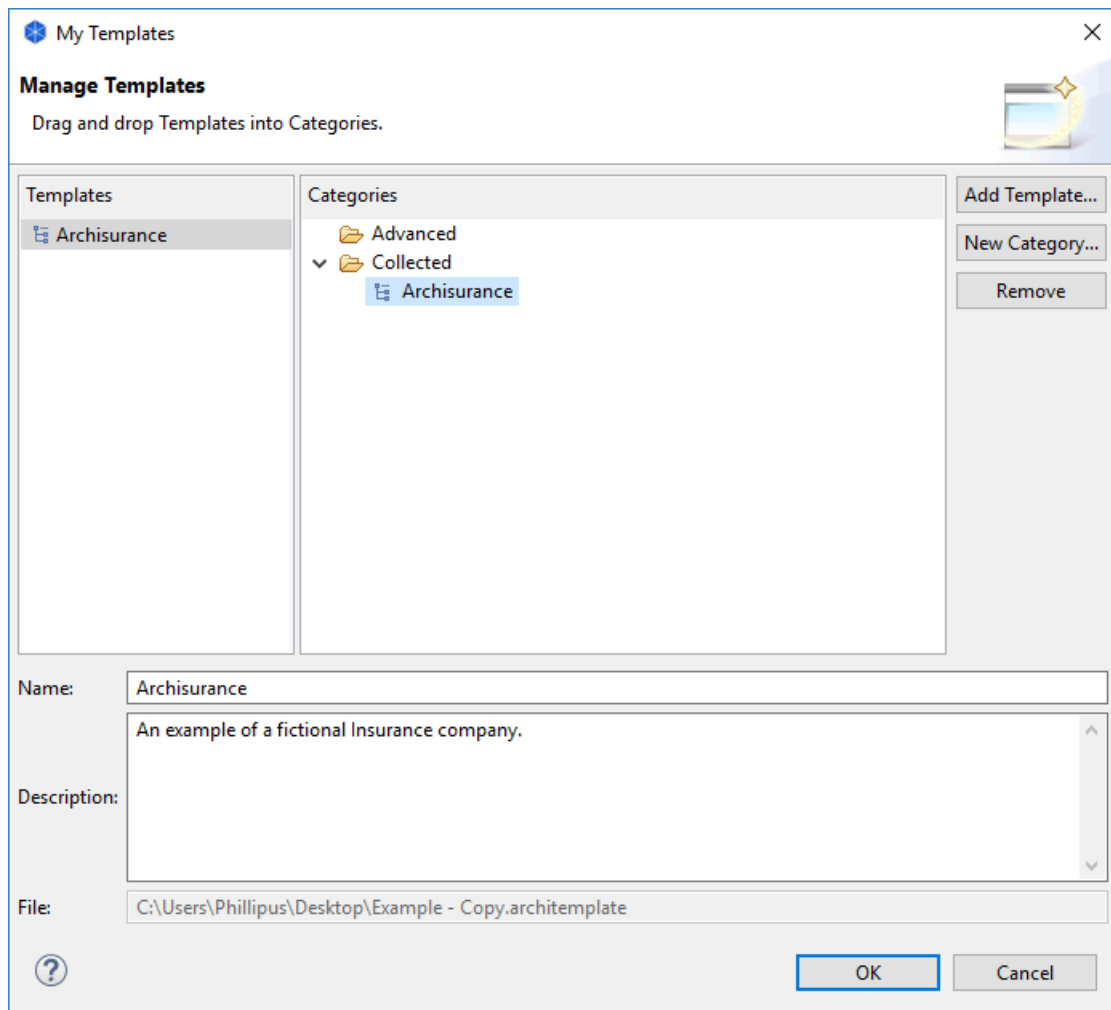 My Templates
Manage Templates
Drag and drop Templates into Categories.
Templates
Archisurance
Categories
Advanced
Collected
Archisurance
Add Template...
New Category...
Remove
Name:
Archisurance
Description:
An example of a fictional Insurance company.
File:
C:\Users\Phillipus\Desktop\Example - Copy.architemplate
?
OK
Cancel